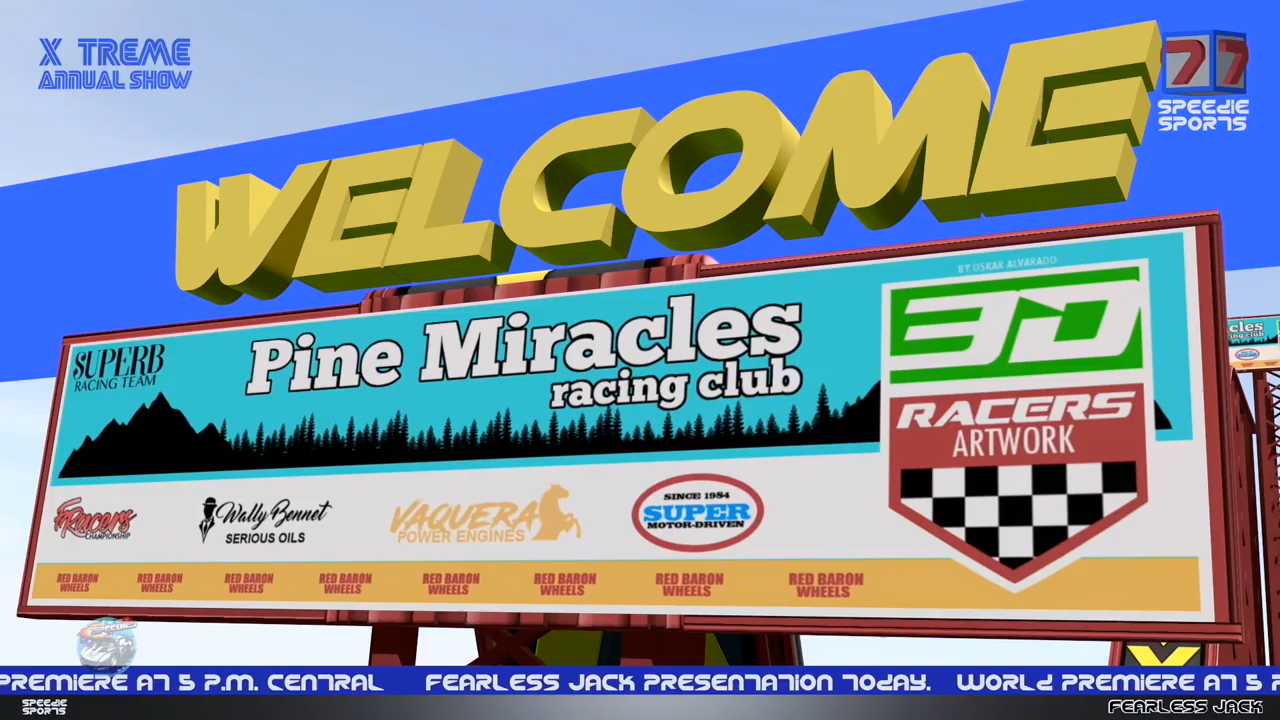 X TREME
ANNUAL SHOW
WELCOME
77
SPEEDIE
SPORTS
BY OSKAR ALVARADO
SUPERB
RACING TEAM
Pine Miracles
racing club
3D
RACERS
ARTWORK
cles
racing club
Racers
CHAMPIONSHIP
Wally Bennet
SERIOUS OILS
VAQUERA
POWER ENGINES
SINCE 1984
SUPER
MOTOR-DRIVEN
RED BARON
WHEELS
RED BARON
WHEELS
RED BARON
WHEELS
RED BARON
WHEELS
RED BARON
WHEELS
RED BARON
WHEELS
RED BARON
WHEELS
RED BARON
WHEELS
PREMIERE AT 5 P.M. CENTRAL FEARLESS JACK PRESENTATION TODAY. WORLD PREMIERE AT 5 P
SPEEDIE
SPORTS
FEARLESS JACK